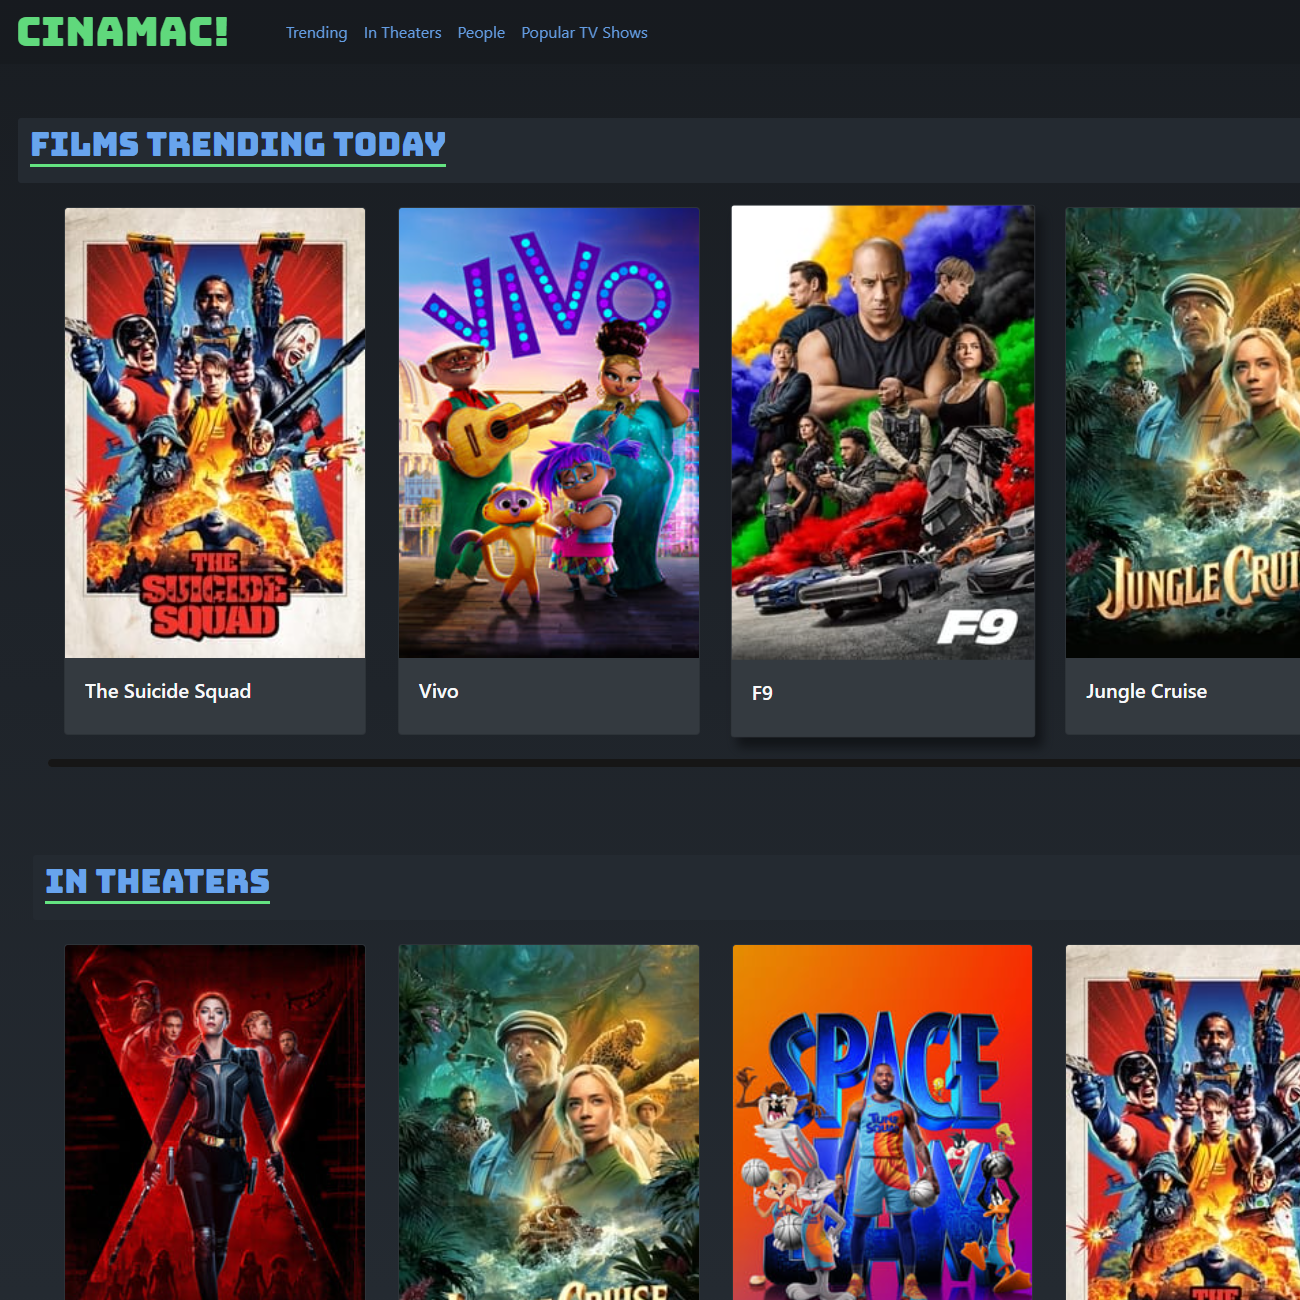 CINAMAC!
Trending In Theaters People Popular TV Shows
FILMS TRENDING TODAY
THE
SUICIDE
SQUAD
VIVO
F9
JUNGLE CRUI
The Suicide Squad
Vivo
F9
Jungle Cruise
IN THEATERS
SPACE
JAM
TUNE
SQUAD
JUNGLE CRUISE
THE